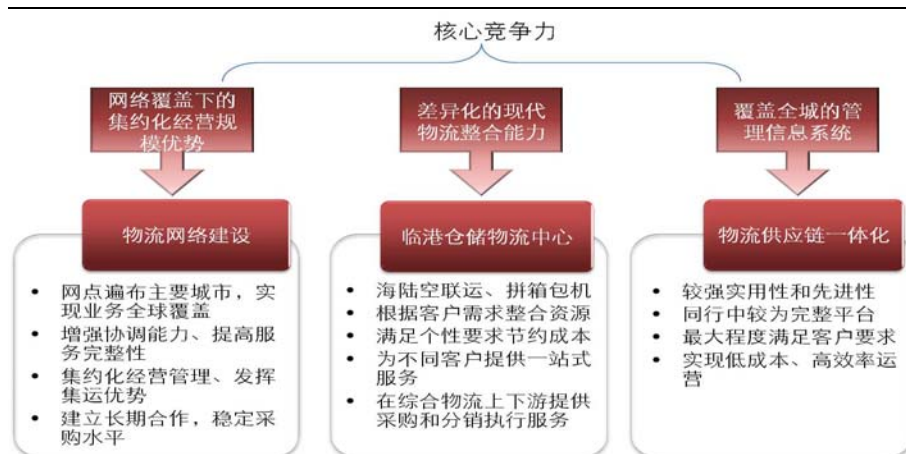 核心竞争力
网络覆盖下的
集约化经营规
模优势
差异化的现代
物流整合能力
覆盖全城的管
理信息系统
物流网络建设
• 网点遍布主要城市，实
现业务全球覆盖
• 增强协调能力、提高服
务完整性
• 集约化经营管理、发挥
集运优势
• 建立长期合作，稳定采
购水平
临港仓储物流中心
• 海陆空联运、拼箱包机
• 根据客户需求整合资源
• 满足个性要求节约成本
• 为不同客户提供一站式
服务
• 在综合物流上下游提供
采购和分销执行服务
物流供应链一体化
• 较强实用性和先进性
• 同行中较为完整平台
• 最大程度满足客户要求
• 实现低成本、高效率运
营